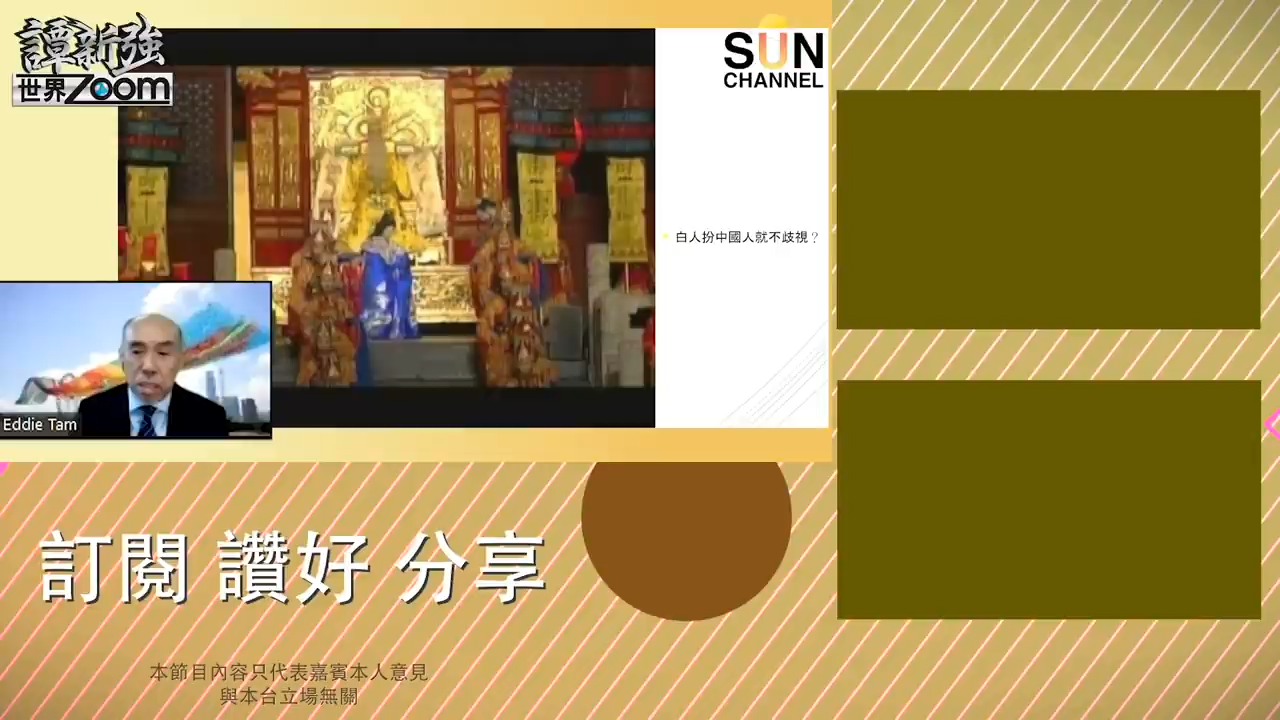 譚新強
世界Zoom
SUN
CHANNEL
白人扮中國人就不歧視？
Eddie Tam
訂閱 讚好 分享
本節目內容只代表嘉賓本人意見
與本台立場無關